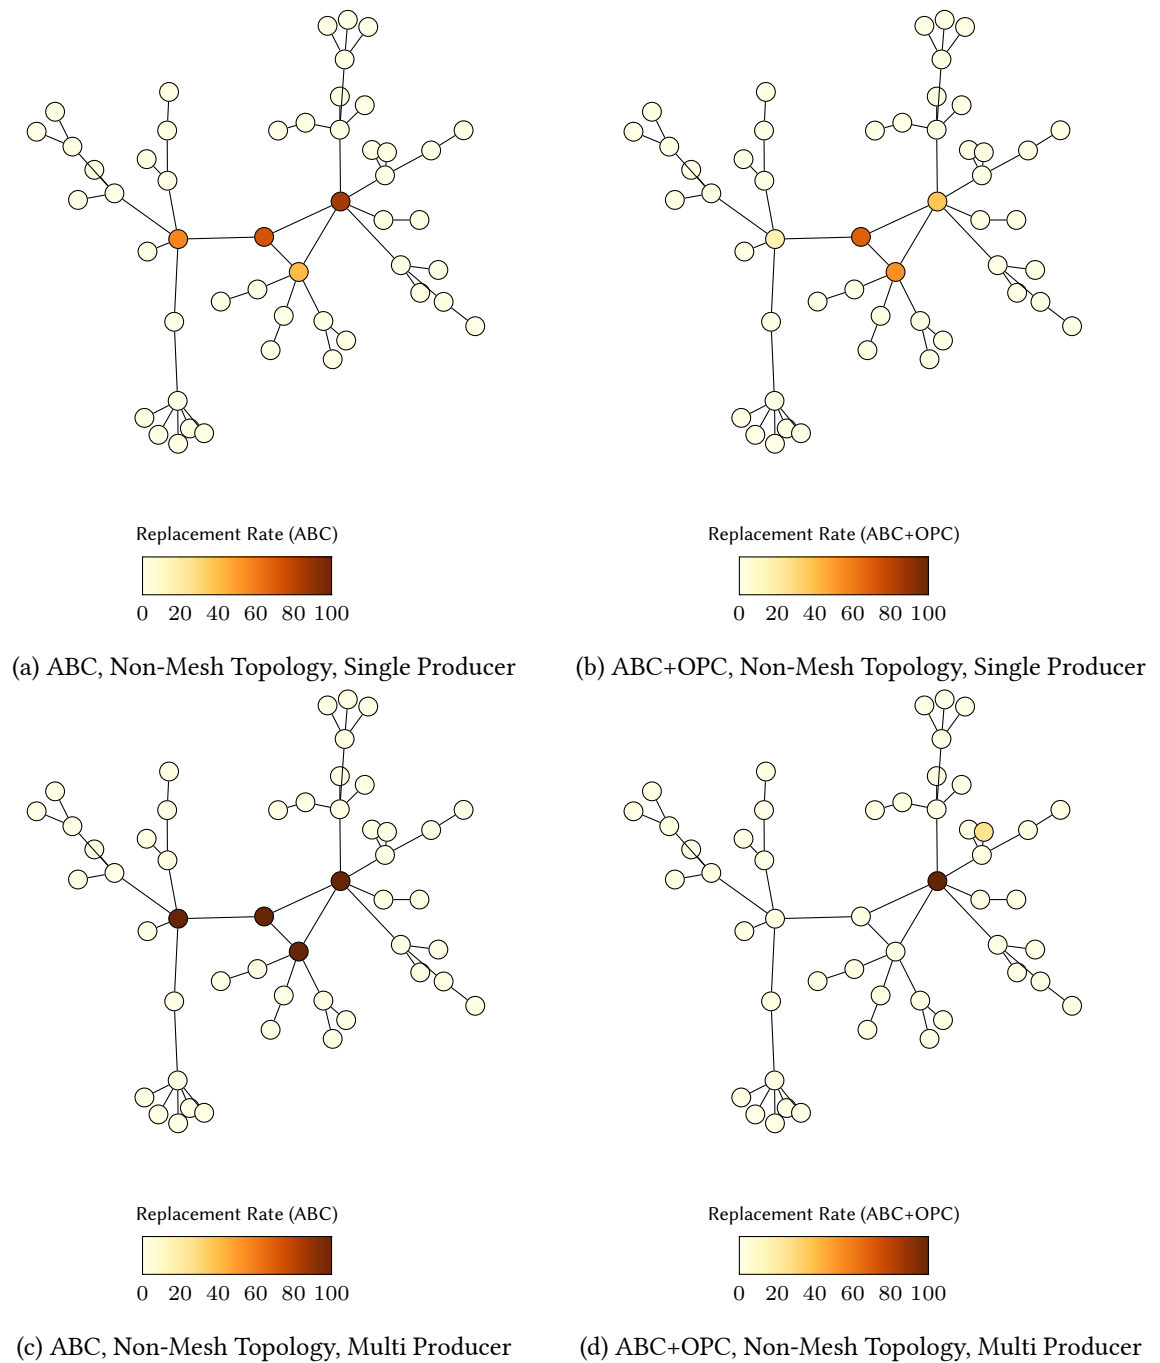 Replacement Rate (ABC)
0 20 40 60 80 100
Replacement Rate (ABC+OPC)
0 20 40 60 80 100
(a) ABC, Non-Mesh Topology, Single Producer
(b) ABC+OPC, Non-Mesh Topology, Single Producer
Replacement Rate (ABC)
0 20 40 60 80 100
Replacement Rate (ABC+OPC)
0 20 40 60 80 100
(c) ABC, Non-Mesh Topology, Multi Producer
(d) ABC+OPC, Non-Mesh Topology, Multi Producer